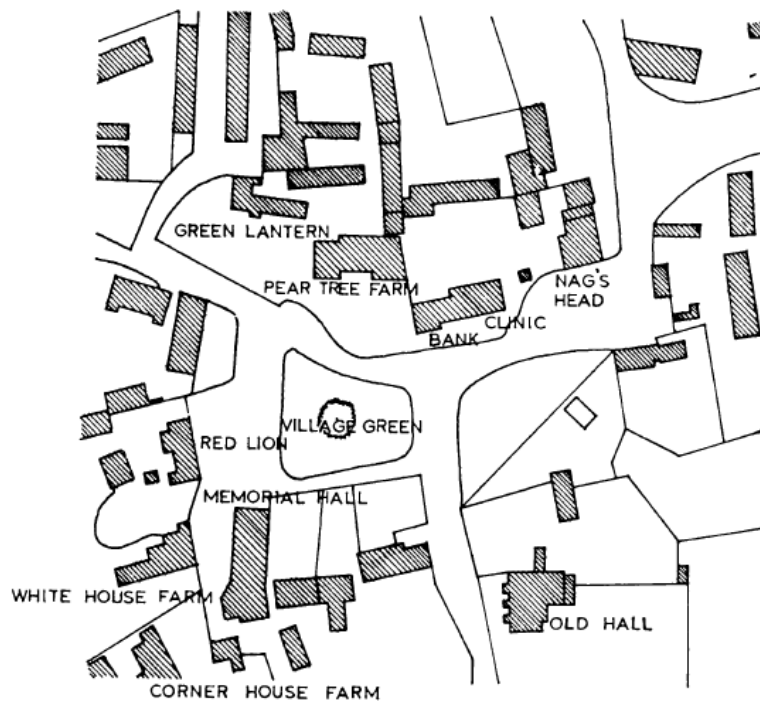 GREEN LANTERN
PEAR TREE FARM
NAG'S
HEAD
CLINIC
BANK
VILLAGE GREEN
RED LION
MEMORIAL HALL
WHITE HOUSE FARM
OLD HALL
CORNER HOUSE FARM